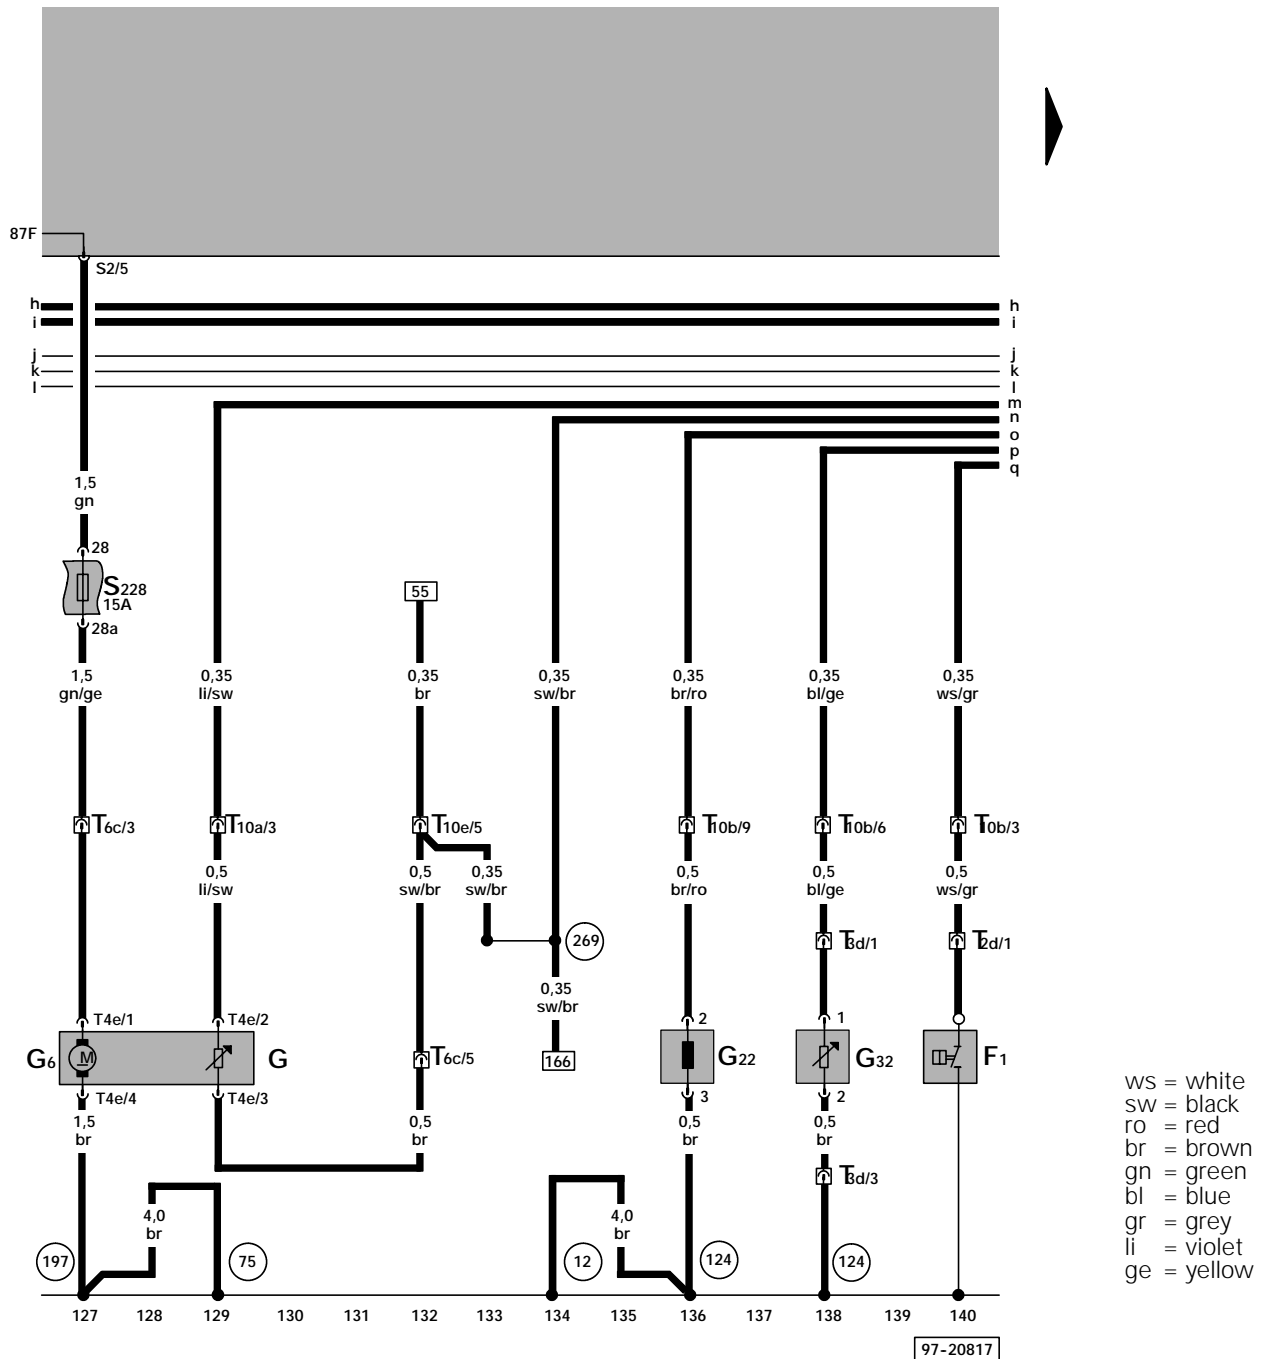 87F
S2/5
h h
i i
j j
k k
l l
m
n
o
p
q
1,5
gn
28
S228
15A
28a
55
1,5 0,35 0,35 0,35 0,35 0,35 0,35
gn/ge li/sw br sw/br br/ro bl/ge ws/gr
T6c/3 T10a/3 T10e/5 T10b/9 T10b/6 T10b/3
0,5 0,5 0,35 0,5 0,5 0,5
li/sw sw/br sw/br br/ro bl/ge ws/gr
269 T3d/1 T2d/1
0,35
sw/br
T4e/1 T4e/2 2 1
G6 M G T6c/5 166 G22 G32 F1
T4e/4 T4e/3 3 2
1,5 0,5 0,5 0,5
br br br br
T3d/3
4,0 4,0
br br
197 75 12 124 124
127 128 129 130 131 132 133 134 135 136 137 138 139 140
97-20817
ws = white
sw = black
ro = red
br = brown
gn = green
bl = blue
gr = grey
li = violet
ge = yellow